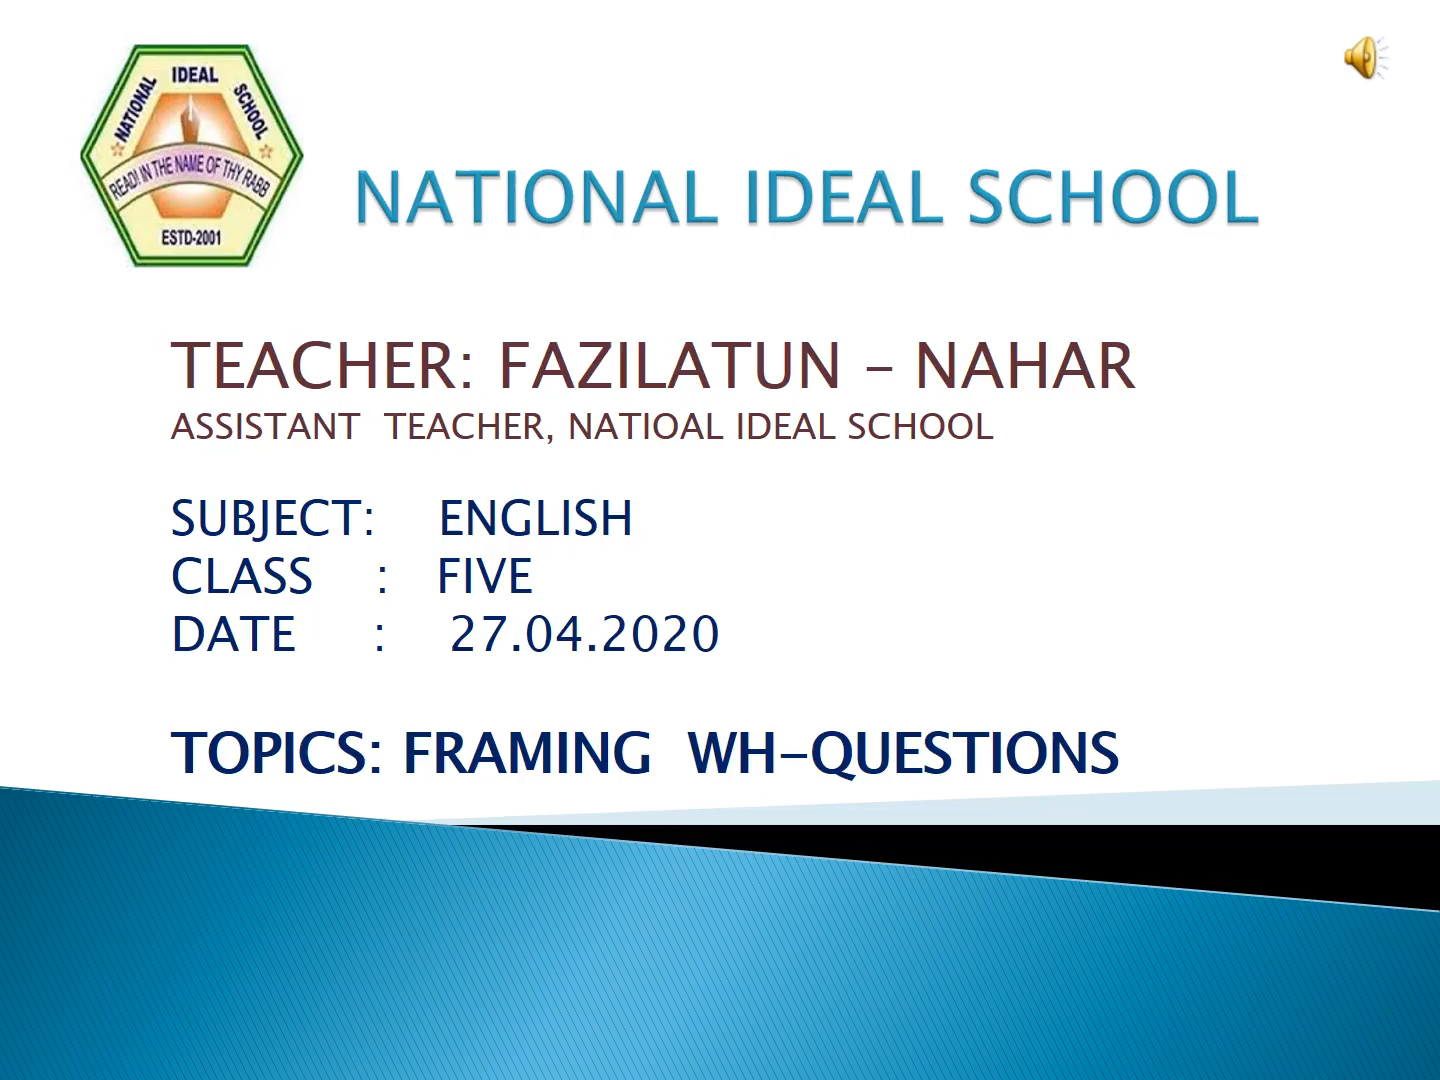 NATIONAL IDEAL SCHOOL
READ! IN THE NAME OF THY RABB
ESTD-2001
NATIONAL IDEAL SCHOOL
TEACHER: FAZILATUN – NAHAR
ASSISTANT TEACHER, NATIOAL IDEAL SCHOOL
SUBJECT: ENGLISH
CLASS : FIVE
DATE : 27.04.2020
TOPICS: FRAMING WH-QUESTIONS